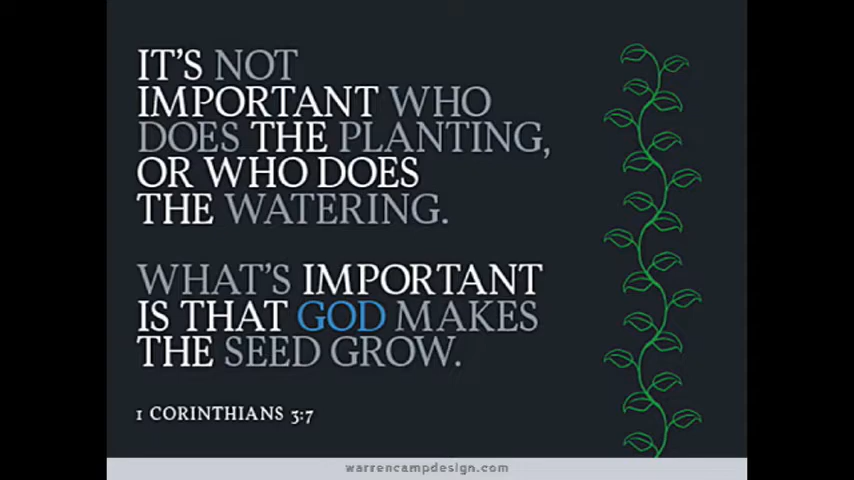 IT'S NOT
IMPORTANT WHO
DOES THE PLANTING,
OR WHO DOES
THE WATERING.
WHAT'S IMPORTANT
IS THAT GOD MAKES
THE SEED GROW.
1 CORINTHIANS 3:7
warrencampdesign.com